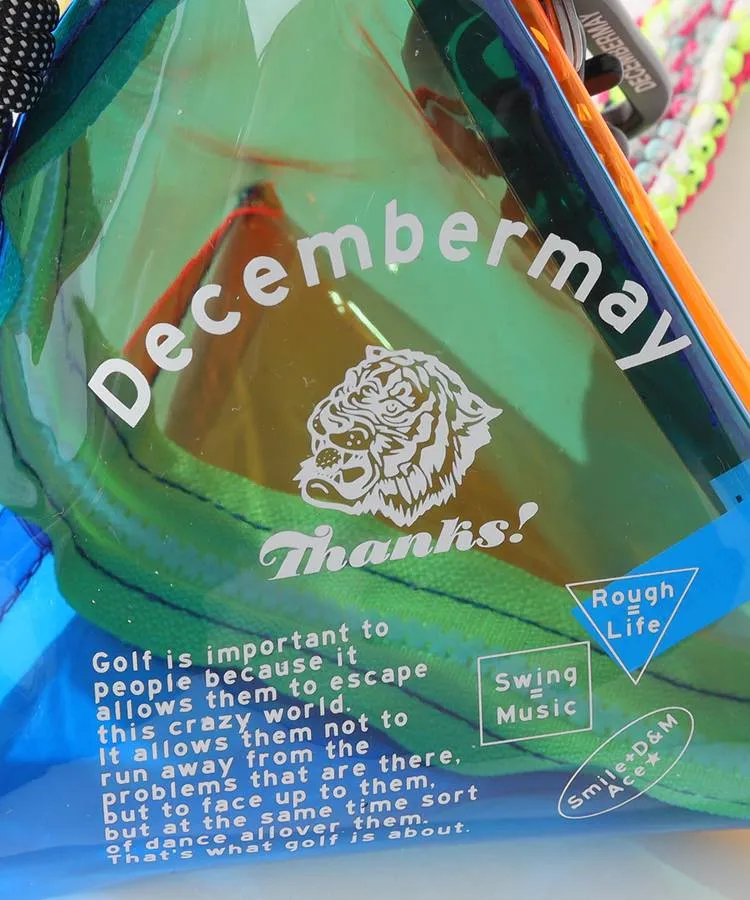 DECEMBERMAY
Decembermay
Thanks!
Rough
=
Life
Swing
=
Music
Smile+D&M
Ace★
Golf is important to
people because it
allows them to escape
this crazy world.
It allows them not to
run away from the
problems that are there,
but to face up to them,
but at the same time sort
of dance allover them.
That's what golf is about.